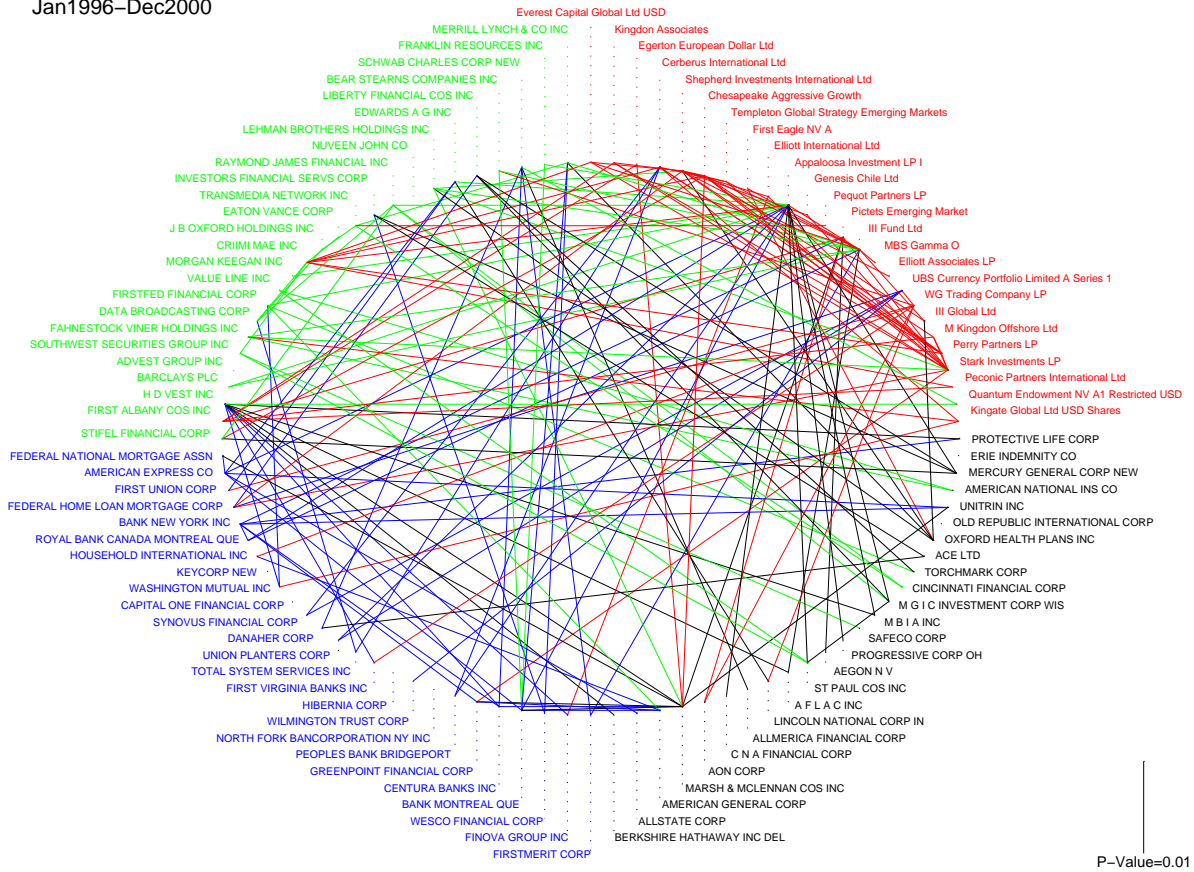 Jan1996–Dec2000
Everest Capital Global Ltd USD
Kingdon Associates
Egerton European Dollar Ltd
Cerberus International Ltd
Shepherd Investments International Ltd
Chesapeake Aggressive Growth
Templeton Global Strategy Emerging Markets
First Eagle NV A
Elliott International Ltd
Appaloosa Investment LP I
Genesis Chile Ltd
Pequot Partners LP
Pictets Emerging Market
III Fund Ltd
MBS Gamma O
Elliott Associates LP
UBS Currency Portfolio Limited A Series 1
WG Trading Company LP
III Global Ltd
M Kingdon Offshore Ltd
Perry Partners LP
Stark Investments LP
Peconic Partners International Ltd
Quantum Endowment NV A1 Restricted USD
Kingate Global Ltd USD Shares
MERRILL LYNCH & CO INC
FRANKLIN RESOURCES INC
SCHWAB CHARLES CORP NEW
BEAR STEARNS COMPANIES INC
LIBERTY FINANCIAL COS INC
EDWARDS A G INC
LEHMAN BROTHERS HOLDINGS INC
NUVEEN JOHN CO
RAYMOND JAMES FINANCIAL INC
INVESTORS FINANCIAL SERVS CORP
TRANSMEDIA NETWORK INC
EATON VANCE CORP
J B OXFORD HOLDINGS INC
CRIIMI MAE INC
MORGAN KEEGAN INC
VALUE LINE INC
FIRSTFED FINANCIAL CORP
DATA BROADCASTING CORP
FAHNESTOCK VINER HOLDINGS INC
SOUTHWEST SECURITIES GROUP INC
ADVEST GROUP INC
BARCLAYS PLC
H D VEST INC
FIRST ALBANY COS INC
STIFEL FINANCIAL CORP
FEDERAL NATIONAL MORTGAGE ASSN
AMERICAN EXPRESS CO
FIRST UNION CORP
FEDERAL HOME LOAN MORTGAGE CORP
BANK NEW YORK INC
ROYAL BANK CANADA MONTREAL QUE
HOUSEHOLD INTERNATIONAL INC
KEYCORP NEW
WASHINGTON MUTUAL INC
CAPITAL ONE FINANCIAL CORP
SYNOVUS FINANCIAL CORP
DANAHER CORP
UNION PLANTERS CORP
TOTAL SYSTEM SERVICES INC
FIRST VIRGINIA BANKS INC
HIBERNIA CORP
WILMINGTON TRUST CORP
NORTH FORK BANCORPORATION NY INC
PEOPLES BANK BRIDGEPORT
GREENPOINT FINANCIAL CORP
CENTURA BANKS INC
BANK MONTREAL QUE
WESCO FINANCIAL CORP
FINOVA GROUP INC
FIRSTMERIT CORP
PROTECTIVE LIFE CORP
ERIE INDEMNITY CO
MERCURY GENERAL CORP NEW
AMERICAN NATIONAL INS CO
UNITRIN INC
OLD REPUBLIC INTERNATIONAL CORP
OXFORD HEALTH PLANS INC
ACE LTD
TORCHMARK CORP
CINCINNATI FINANCIAL CORP
M G I C INVESTMENT CORP WIS
M B I A INC
SAFECO CORP
PROGRESSIVE CORP OH
AEGON N V
ST PAUL COS INC
A F L A C INC
LINCOLN NATIONAL CORP IN
ALLMERICA FINANCIAL CORP
C N A FINANCIAL CORP
AON CORP
MARSH & MCLENNAN COS INC
AMERICAN GENERAL CORP
ALLSTATE CORP
BERKSHIRE HATHAWAY INC DEL
P–Value=0.01